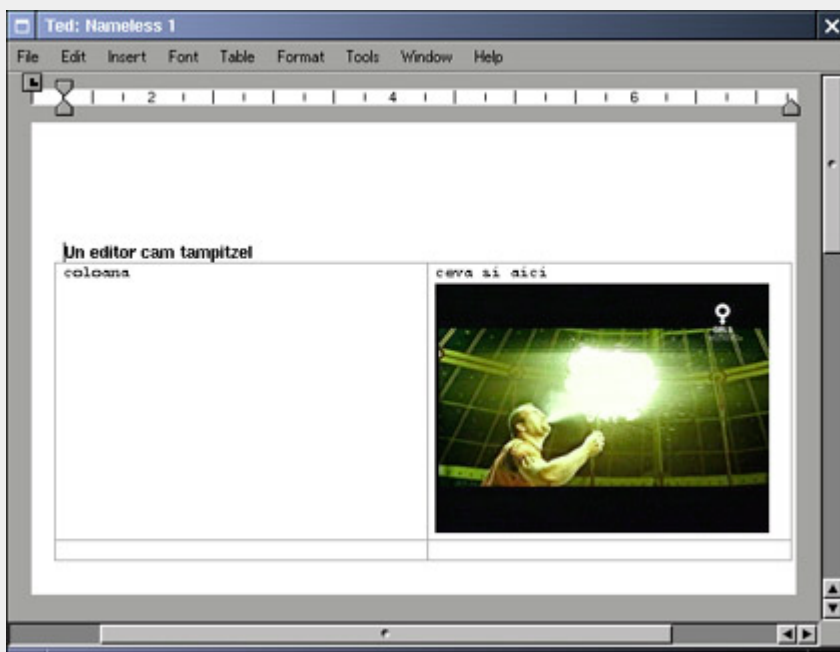 Ted: Nameless 1
File Edit Insert Font Table Format Tools Window Help
2 4 6
Un editor cam tampitzel
coloana
ceva si aici